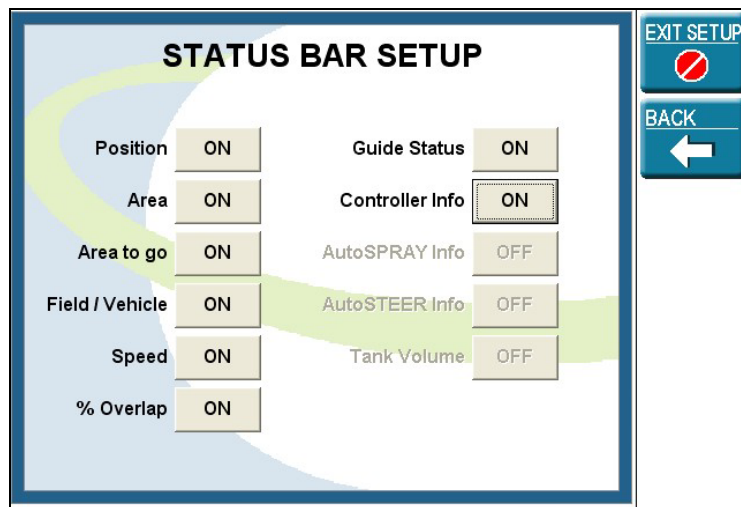 STATUS BAR SETUP
EXIT SETUP
BACK
Position ON
Area ON
Area to go ON
Field / Vehicle ON
Speed ON
% Overlap ON
Guide Status ON
Controller Info ON
AutoSPRAY Info OFF
AutoSTEER Info OFF
Tank Volume OFF